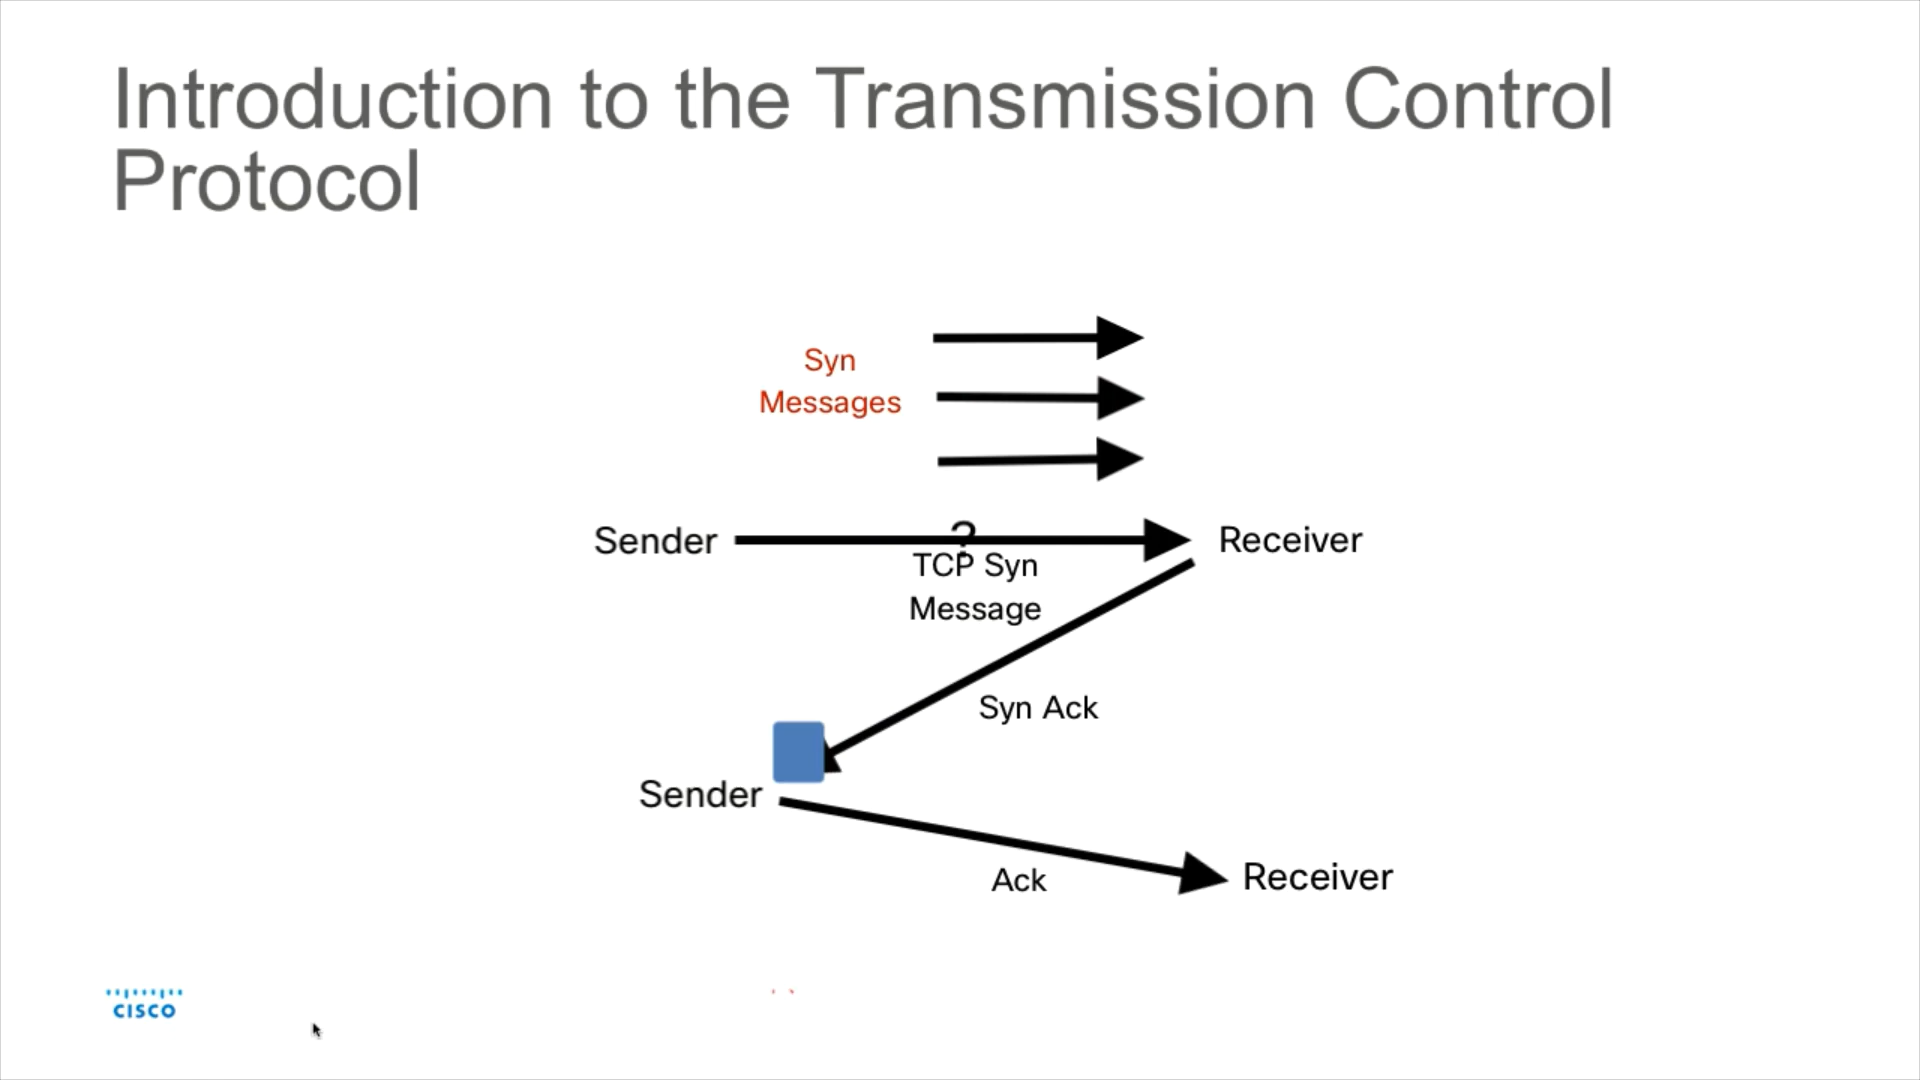 Introduction to the Transmission Control
Protocol
Syn
Messages
Sender
?
Receiver
TCP Syn
Message
Syn Ack
Sender
Ack
Receiver
CISCO